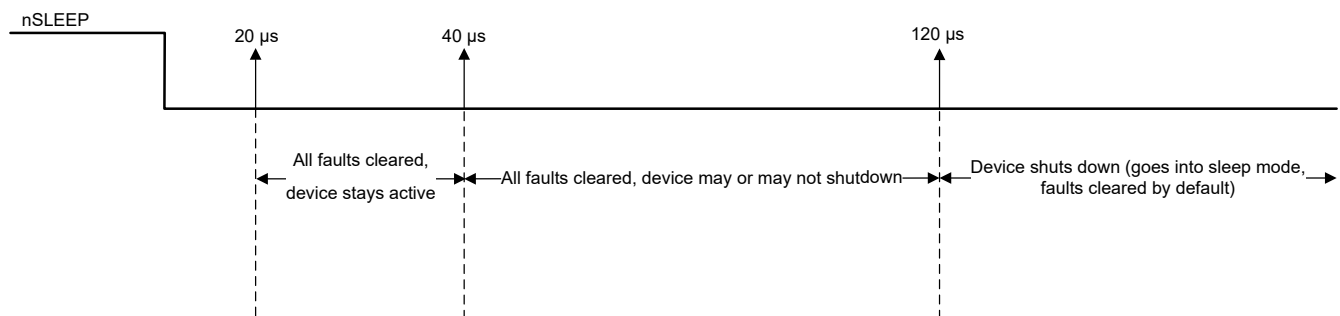 nSLEEP
20 µs
40 µs
120 µs
All faults cleared,
device stays active
All faults cleared, device may or may not shutdown
Device shuts down (goes into sleep mode,
faults cleared by default)